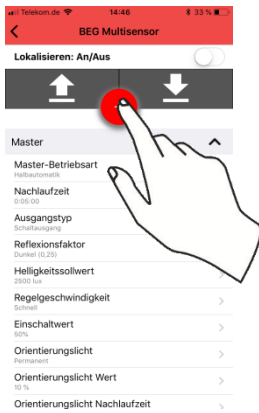 Telekom.de 14:46 33 %
BEG Multisensor
Lokalisieren: An/Aus
Master
Master-Betriebsart
Halbautomatik
Nachlaufzeit
0:05:00
Ausgangstyp
Schaltausgang
Reflexionsfaktor
Dunkel (0,25)
Helligkeitssollwert
2500 lux
Regelgeschwindigkeit
Schnell
Einschaltwert
50%
Orientierungslicht
Permanent
Orientierungslicht Wert
10 %
Orientierungslicht Nachlaufzeit